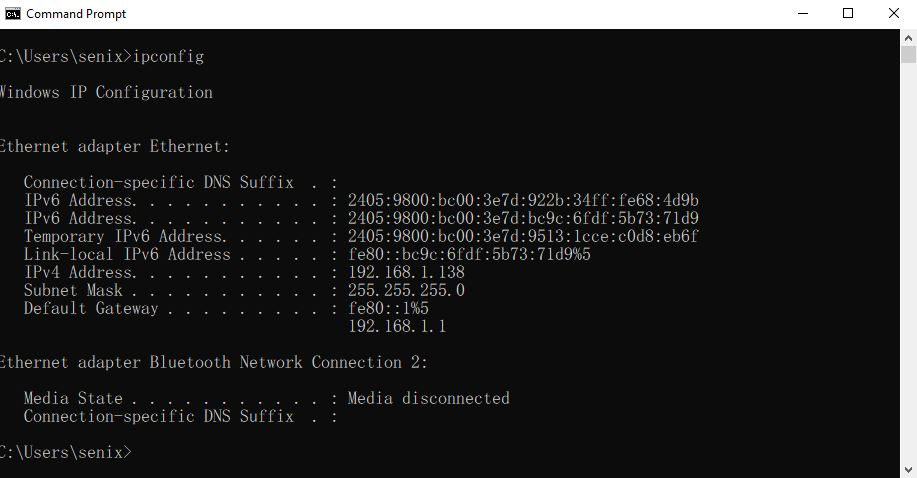 Command Prompt
C:\Users\senix>ipconfig
Windows IP Configuration
Ethernet adapter Ethernet:
Connection-specific DNS Suffix . :
IPv6 Address. . . . . . . . . . . : 2405:9800:bc00:3e7d:922b:34ff:fe68:4d9b
IPv6 Address. . . . . . . . . . . : 2405:9800:bc00:3e7d:bc9c:6fdf:5b73:71d9
Temporary IPv6 Address. . . . . . : 2405:9800:bc00:3e7d:9513:1cce:c0d8:eb6f
Link-local IPv6 Address . . . . . : fe80::bc9c:6fdf:5b73:71d9%5
IPv4 Address. . . . . . . . . . . : 192.168.1.138
Subnet Mask . . . . . . . . . . . : 255.255.255.0
Default Gateway . . . . . . . . . : fe80::1%5
192.168.1.1
Ethernet adapter Bluetooth Network Connection 2:
Media State . . . . . . . . . . . : Media disconnected
Connection-specific DNS Suffix . :
C:\Users\senix>